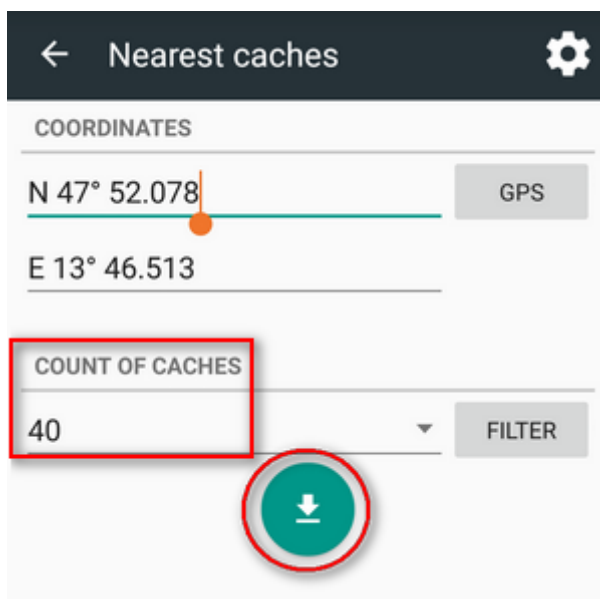 Nearest caches
COORDINATES
N 47° 52.078
GPS
E 13° 46.513
COUNT OF CACHES
40
FILTER